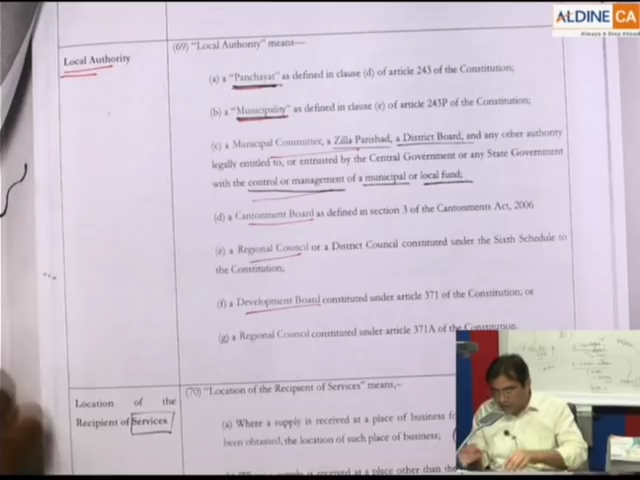 ALDINE CA
Always A Step Ahead
Local Authority
(69) "Local Authority" means—
(a) a "Panchayat" as defined in clause (d) of article 243 of the Constitution;
(b) a "Municipality" as defined in clause (e) of article 243P of the Constitution;
(c) a Municipal Committee, a Zilla Parishad, a District Board, and any other authority
legally entitled to, or entrusted by the Central Government or any State Government
with the control or management of a municipal or local fund;
(d) a Cantonment Board as defined in section 3 of the Cantonments Act, 2006
(e) a Regional Council or a District Council constituted under the Sixth Schedule to
the Constitution;
(f) a Development Board constituted under article 371 of the Constitution; or
(g) a Regional Council constituted under article 371A of the Constitution.
Location of the
Recipient of Services
(70) "Location of the Recipient of Services" means,-
(a) Where a supply is received at a place of business
been obtained, the location of such place of business;
received at a place other than the